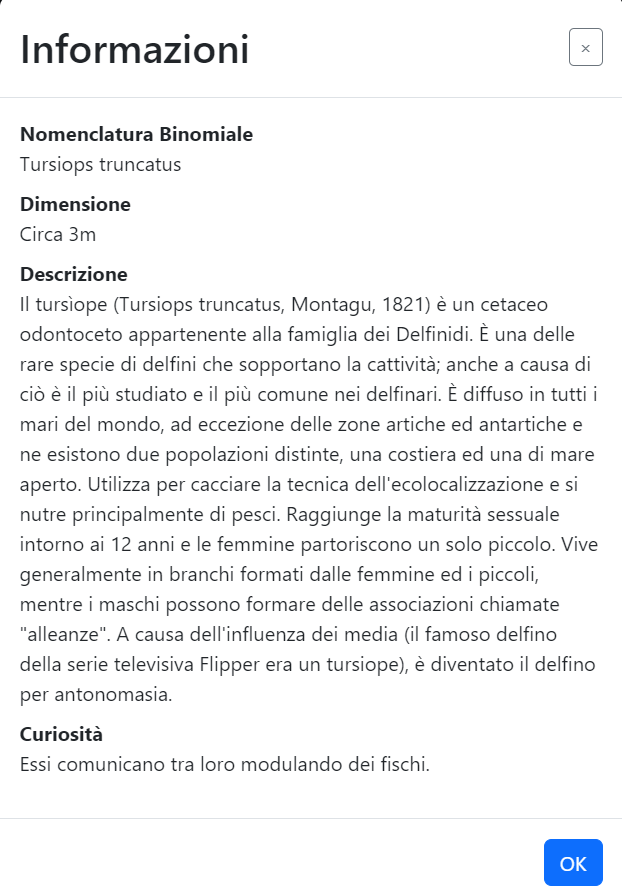 Informazioni
×
Nomenclatura Binomiale
Tursiops truncatus
Dimensione
Circa 3m
Descrizione
Il tursìope (Tursiops truncatus, Montagu, 1821) è un cetaceo
odontoceto appartenente alla famiglia dei Delfinidi. È una delle
rare specie di delfini che sopportano la cattività; anche a causa di
ciò è il più studiato e il più comune nei delfinari. È diffuso in tutti i
mari del mondo, ad eccezione delle zone artiche ed antartiche e
ne esistono due popolazioni distinte, una costiera ed una di mare
aperto. Utilizza per cacciare la tecnica dell'ecolocalizzazione e si
nutre principalmente di pesci. Raggiunge la maturità sessuale
intorno ai 12 anni e le femmine partoriscono un solo piccolo. Vive
generalmente in branchi formati dalle femmine ed i piccoli,
mentre i maschi possono formare delle associazioni chiamate
"alleanze". A causa dell'influenza dei media (il famoso delfino
della serie televisiva Flipper era un tursiope), è diventato il delfino
per antonomasia.
Curiosità
Essi comunicano tra loro modulando dei fischi.
OK